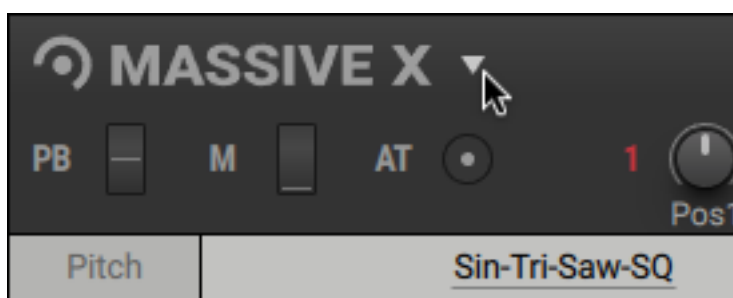 MASSIVE X
PB M AT 1
Pos1
Pitch Sin-Tri-Saw-SQ